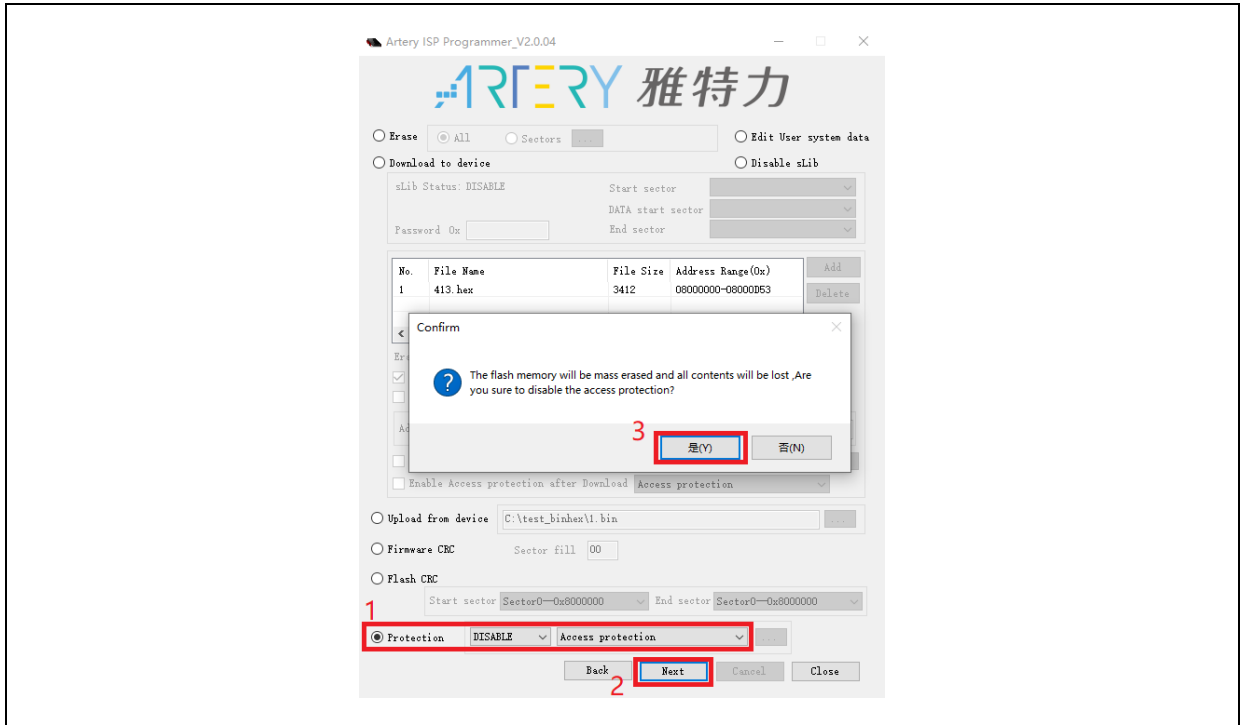 Artery ISP Programmer_V2.0.04
ARTERY 雅特力
Erase All Sectors ... Edit User system data
Download to device Disable sLib
sLib Status: DISABLE Start sector
DATA start sector
Password 0x End sector
No. File Name File Size Address Range(0x) Add
1 413.hex 3412 08000000-08000D53 Delete
Confirm
The flash memory will be mass erased and all contents will be lost ,Are
you sure to disable the access protection?
3
是(Y) 否(N)
Enable Access protection after Download Access protection
Upload from device C:\test_binhex\1.bin ...
Firmware CRC Sector fill 00
Flash CRC
Start sector Sector0—0x8000000 End sector Sector0—0x8000000
1
Protection DISABLE Access protection ...
Back Next Cancel Close
2